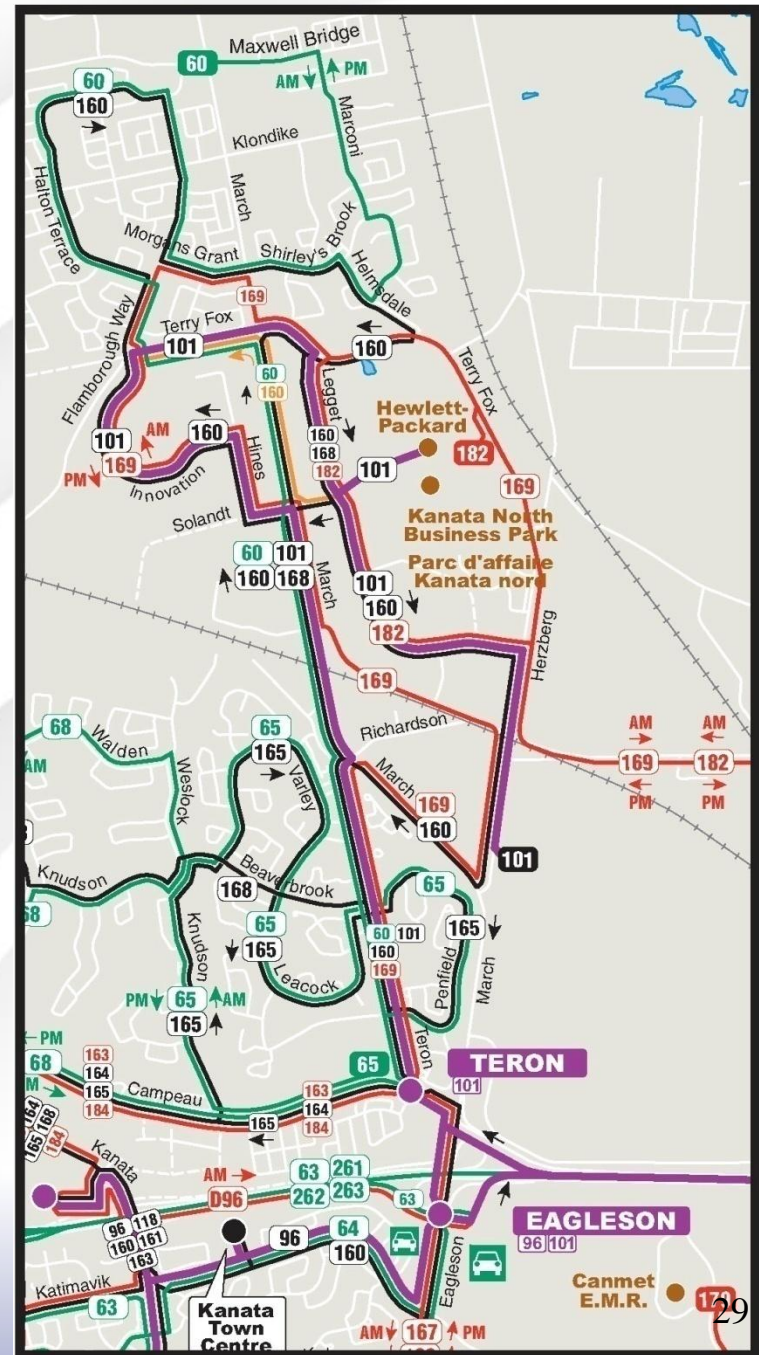 Maxwell Bridge
60
AM PM
60
160
Klondike
Marconi
March
Halton Terrace
Morgans Grant
Shirley's Brook
Helmsdale
169
Flamborough Way
Terry Fox
101
160
Terry Fox
60
160
Legget
160
168
182
Hewlett-
Packard
182
101
101
169
AM
PM
160
Innovation
Hines
Solandt
169
Kanata North
Business Park
Parc d'affaire
Kanata nord
60 101
160 168
March
101
160
182
Herzberg
169
Richardson
AM AM
169 182
PM PM
68
Walden
AM
Weslock
65
165
Varley
March
169
160
101
Knudson
68
Beaverbrook
168
65
165
Leacock
Knudson
65
165
Penfield
March
60 101
160
169
PM 65 AM
165
Teron
PM
68
163
164
165
184
Campeau
65
163
164
184
165
TERON
101
164
165 168
184
Kanata
AM
D96
63 261
262 263
63
EAGLESON
96 101
96 118
160 161
163
96
64
160
Eagleson
Katimavik
63
Kanata
Town
Centre
Canmet
E.M.R.
AM 167 PM
29